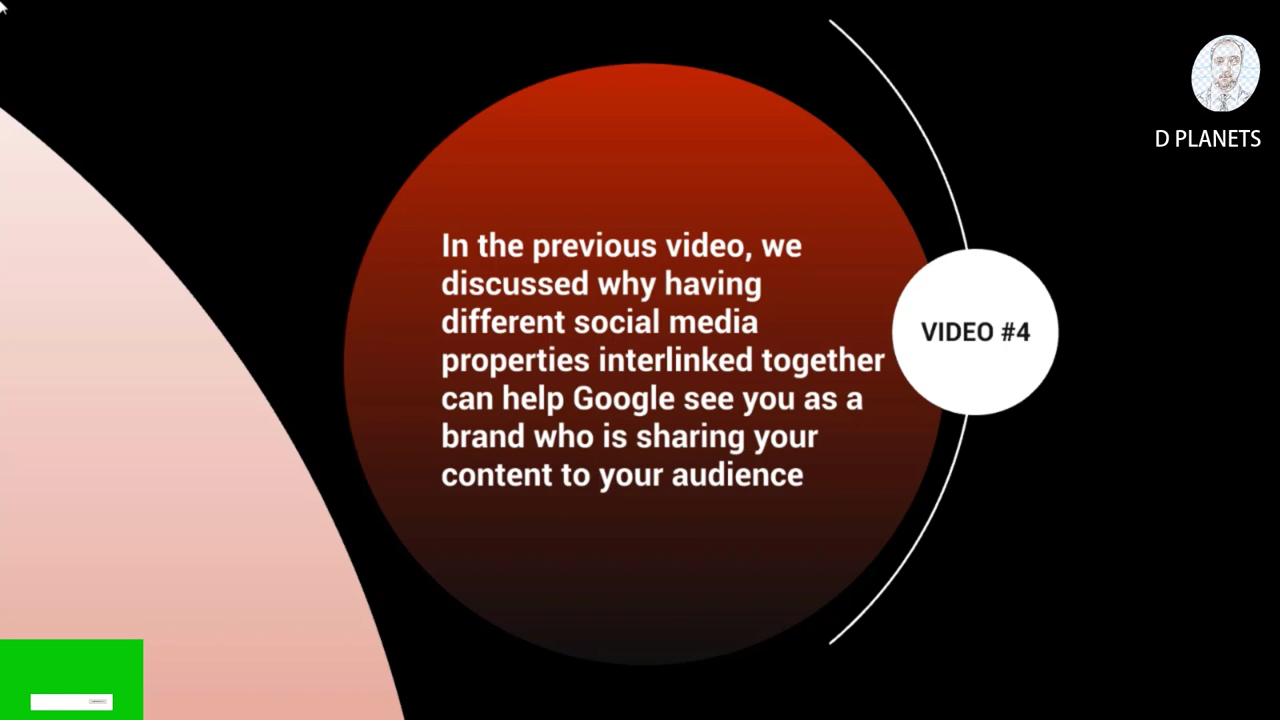 D PLANETS
In the previous video, we
discussed why having
different social media
properties interlinked together
can help Google see you as a
brand who is sharing your
content to your audience
VIDEO #4